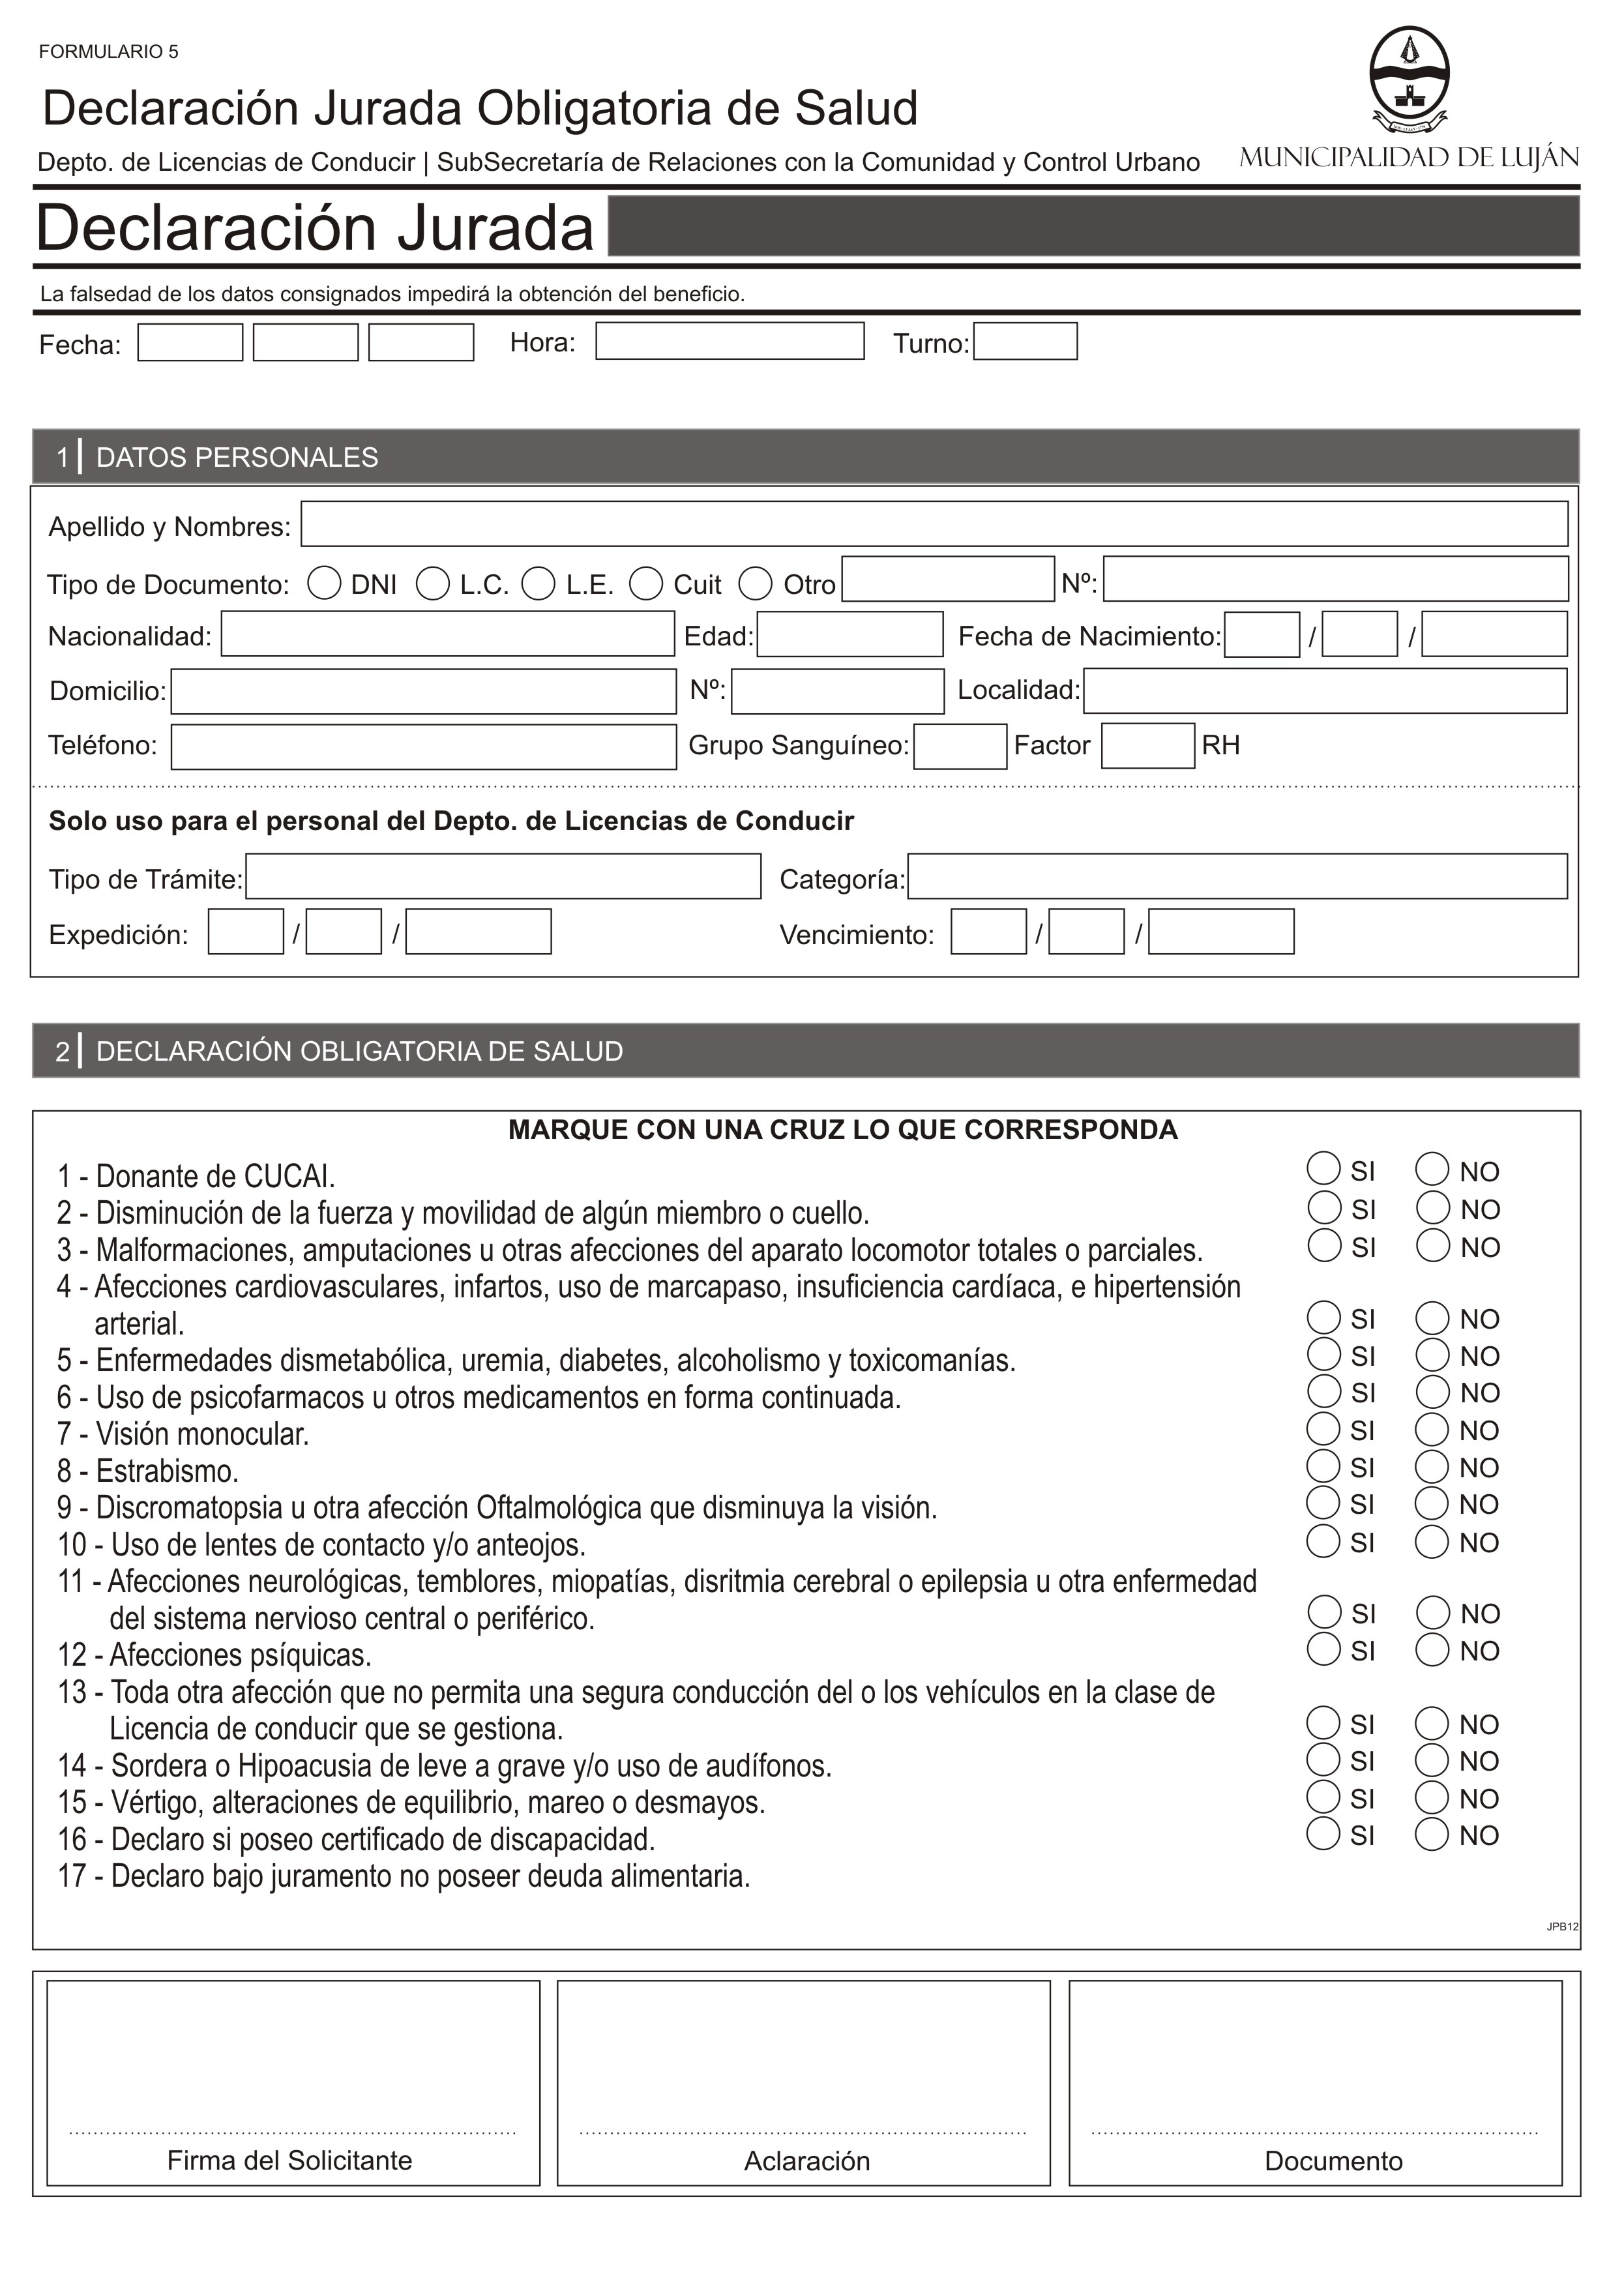 FORMULARIO 5
Declaración Jurada Obligatoria de Salud
Depto. de Licencias de Conducir | SubSecretaría de Relaciones con la Comunidad y Control Urbano
MUNICIPALIDAD DE LUJÁN
Declaración Jurada
La falsedad de los datos consignados impedirá la obtención del beneficio.
Fecha: Hora: Turno:
1 | DATOS PERSONALES
Apellido y Nombres:
Tipo de Documento: DNI L.C. L.E. Cuit Otro Nº:
Nacionalidad: Edad: Fecha de Nacimiento: / /
Domicilio: Nº: Localidad:
Teléfono: Grupo Sanguíneo: Factor RH
Solo uso para el personal del Depto. de Licencias de Conducir
Tipo de Trámite: Categoría:
Expedición: / / Vencimiento: / /
2 | DECLARACIÓN OBLIGATORIA DE SALUD
MARQUE CON UNA CRUZ LO QUE CORRESPONDA
1 - Donante de CUCAI. SI NO
2 - Disminución de la fuerza y movilidad de algún miembro o cuello. SI NO
3 - Malformaciones, amputaciones u otras afecciones del aparato locomotor totales o parciales. SI NO
4 - Afecciones cardiovasculares, infartos, uso de marcapaso, insuficiencia cardíaca, e hipertensión
arterial. SI NO
5 - Enfermedades dismetabólica, uremia, diabetes, alcoholismo y toxicomanías. SI NO
6 - Uso de psicofarmacos u otros medicamentos en forma continuada. SI NO
7 - Visión monocular. SI NO
8 - Estrabismo. SI NO
9 - Discromatopsia u otra afección Oftalmológica que disminuya la visión. SI NO
10 - Uso de lentes de contacto y/o anteojos. SI NO
11 - Afecciones neurológicas, temblores, miopatías, disritmia cerebral o epilepsia u otra enfermedad
del sistema nervioso central o periférico. SI NO
12 - Afecciones psíquicas. SI NO
13 - Toda otra afección que no permita una segura conducción del o los vehículos en la clase de
Licencia de conducir que se gestiona. SI NO
14 - Sordera o Hipoacusia de leve a grave y/o uso de audífonos. SI NO
15 - Vértigo, alteraciones de equilibrio, mareo o desmayos. SI NO
16 - Declaro si poseo certificado de discapacidad. SI NO
17 - Declaro bajo juramento no poseer deuda alimentaria.
JPB12
Firma del Solicitante Aclaración Documento